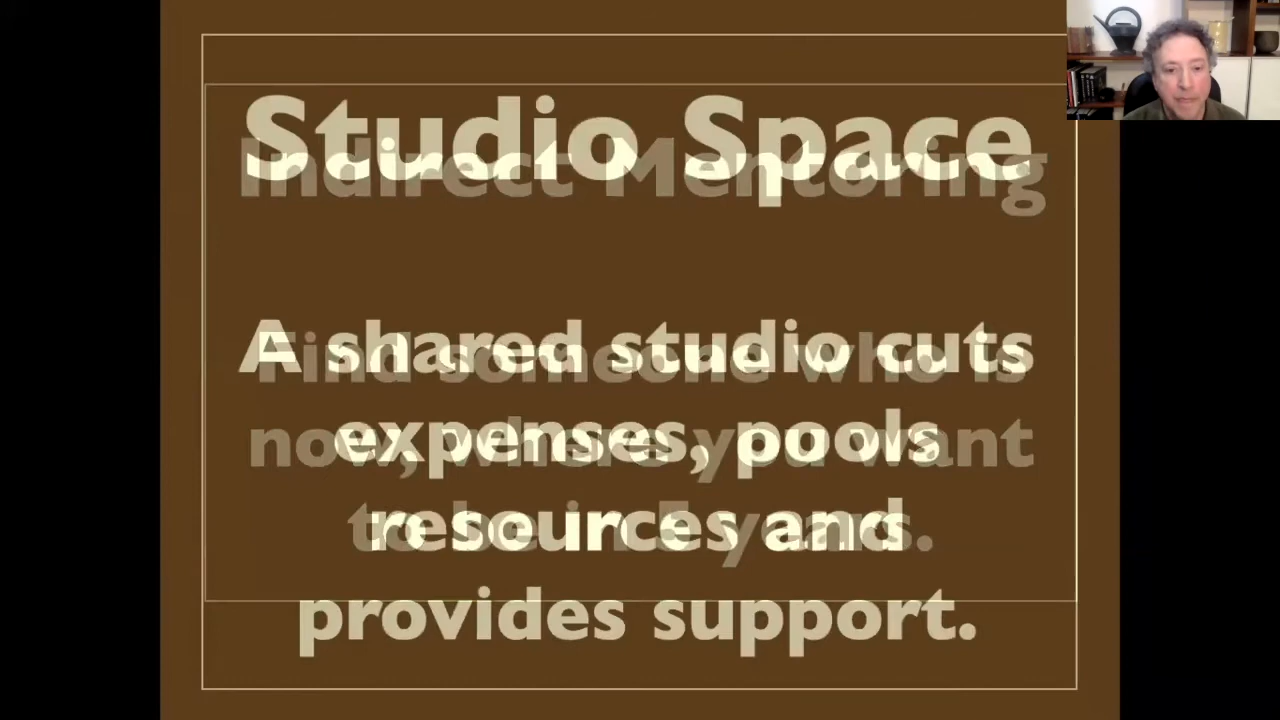 Studio Space
A shared studio cuts
expenses, pools
resources and
provides support.
Indirect Mentoring
Find someone who is
now, where you want
to be in 5 years.